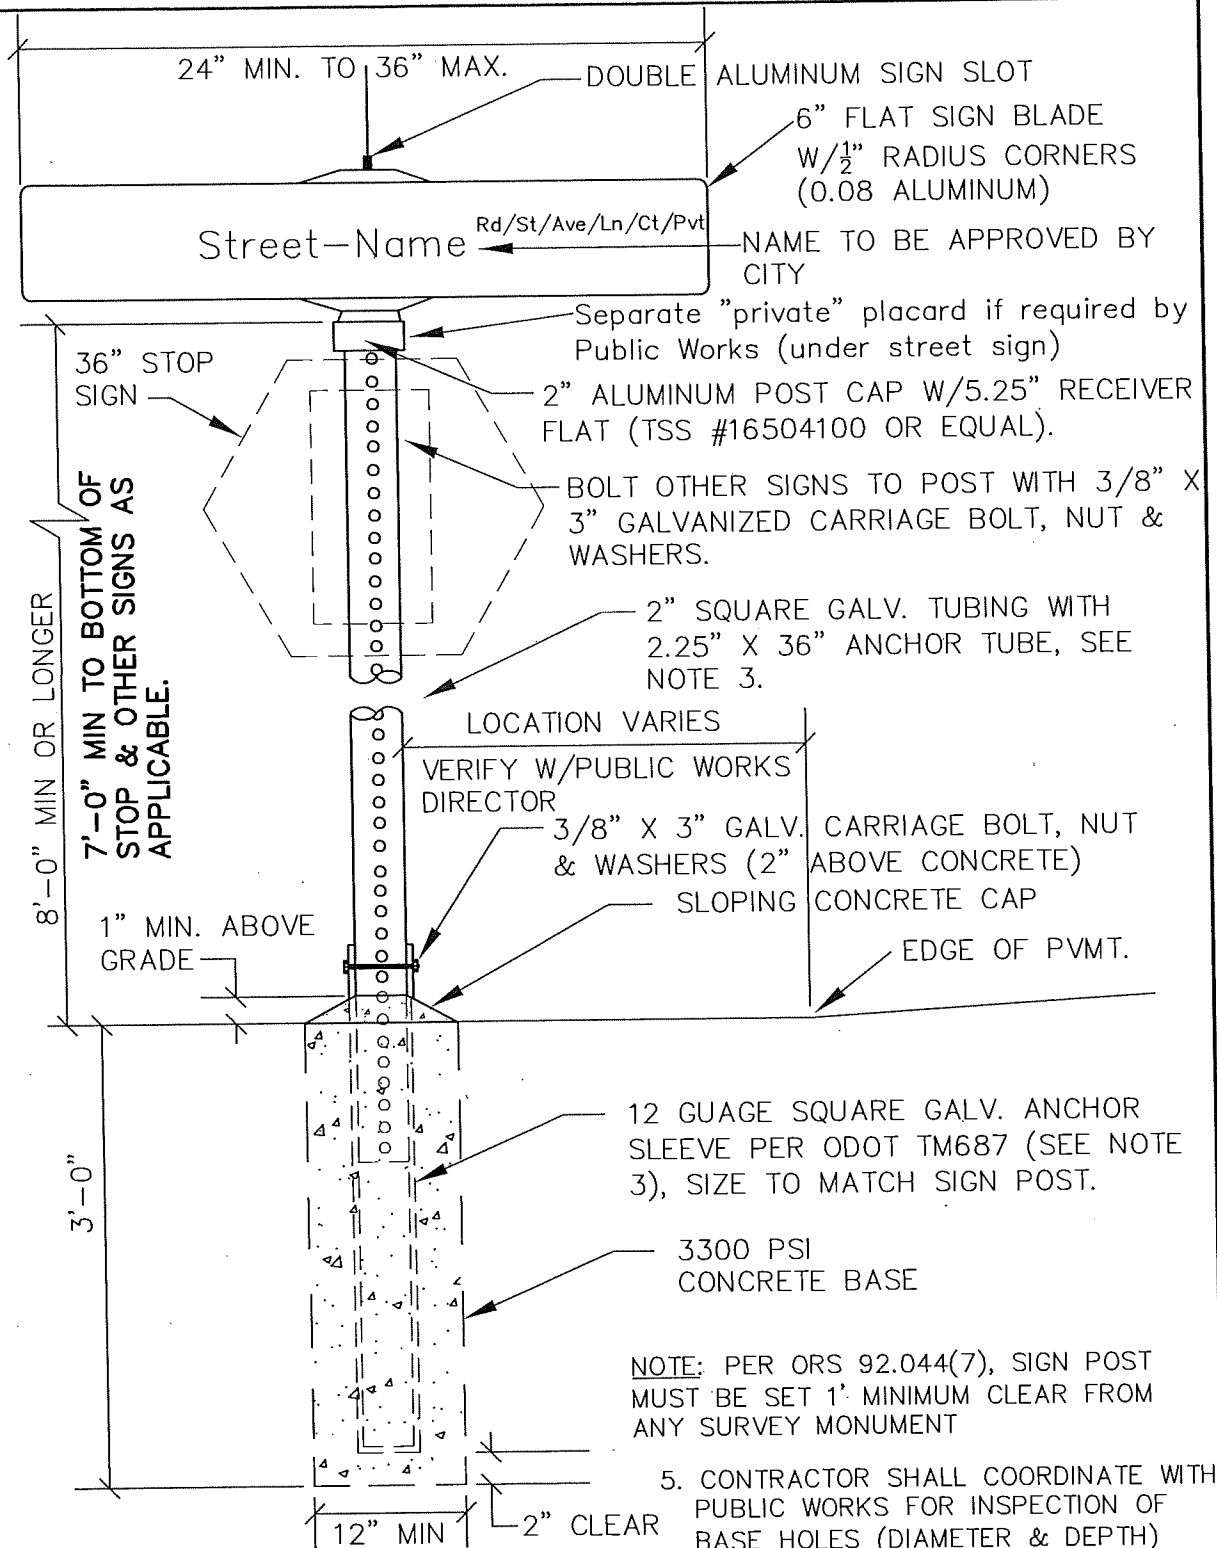 24" MIN. TO 36" MAX.
DOUBLE ALUMINUM SIGN SLOT
6" FLAT SIGN BLADE
W/½" RADIUS CORNERS
(0.08 ALUMINUM)
Street-Name Rd/St/Ave/Ln/Ct/Pvt
NAME TO BE APPROVED BY
CITY
Separate "private" placard if required by
Public Works (under street sign)
36" STOP
SIGN
2" ALUMINUM POST CAP W/5.25" RECEIVER
FLAT (TSS #16504100 OR EQUAL).
BOLT OTHER SIGNS TO POST WITH 3/8" X
3" GALVANIZED CARRIAGE BOLT, NUT &
WASHERS.
8'-0" MIN OR LONGER
7'-0" MIN TO BOTTOM OF
STOP & OTHER SIGNS AS
APPLICABLE.
2" SQUARE GALV. TUBING WITH
2.25" X 36" ANCHOR TUBE, SEE
NOTE 3.
LOCATION VARIES
VERIFY W/PUBLIC WORKS
DIRECTOR
3/8" X 3" GALV. CARRIAGE BOLT, NUT
& WASHERS (2" ABOVE CONCRETE)
SLOPING CONCRETE CAP
1" MIN. ABOVE
GRADE
EDGE OF PVMT.
3'-0"
12 GUAGE SQUARE GALV. ANCHOR
SLEEVE PER ODOT TM687 (SEE NOTE
3), SIZE TO MATCH SIGN POST.
3300 PSI
CONCRETE BASE
NOTE: PER ORS 92.044(7), SIGN POST
MUST BE SET 1' MINIMUM CLEAR FROM
ANY SURVEY MONUMENT
12" MIN
2" CLEAR
5. CONTRACTOR SHALL COORDINATE WITH
PUBLIC WORKS FOR INSPECTION OF
BASE HOLES (DIAMETER & DEPTH)